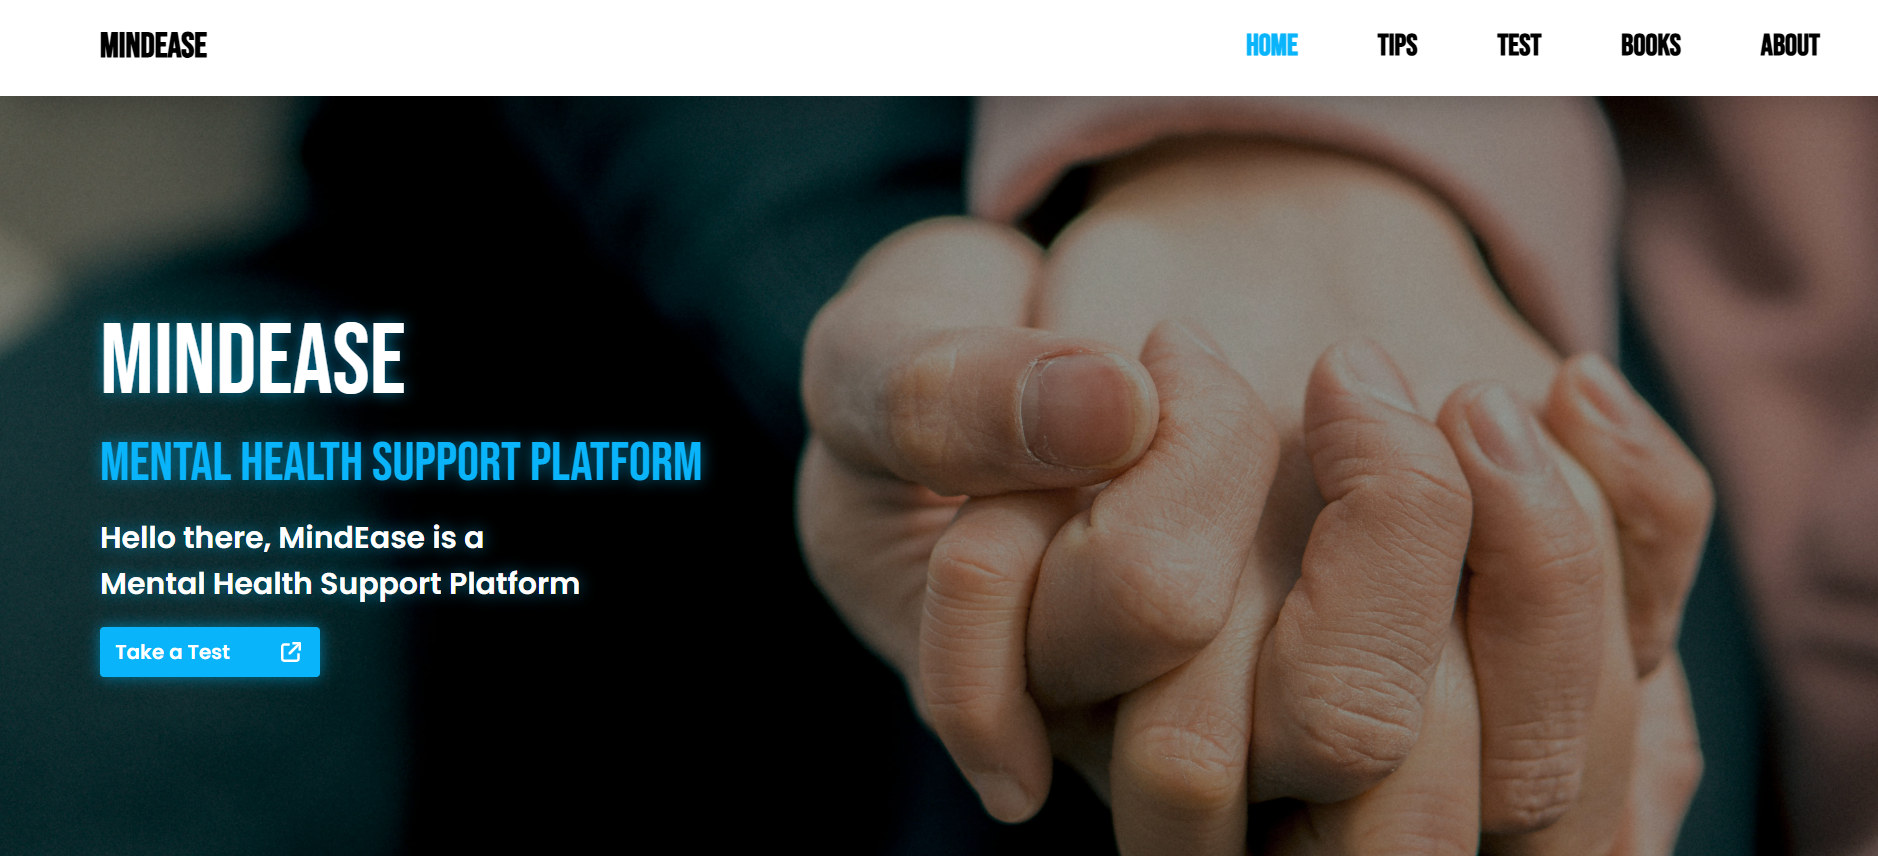 MINDEASE
HOME
TIPS
TEST
BOOKS
ABOUT
MINDEASE
MENTAL HEALTH SUPPORT PLATFORM
Hello there, MindEase is a
Mental Health Support Platform
Take a Test